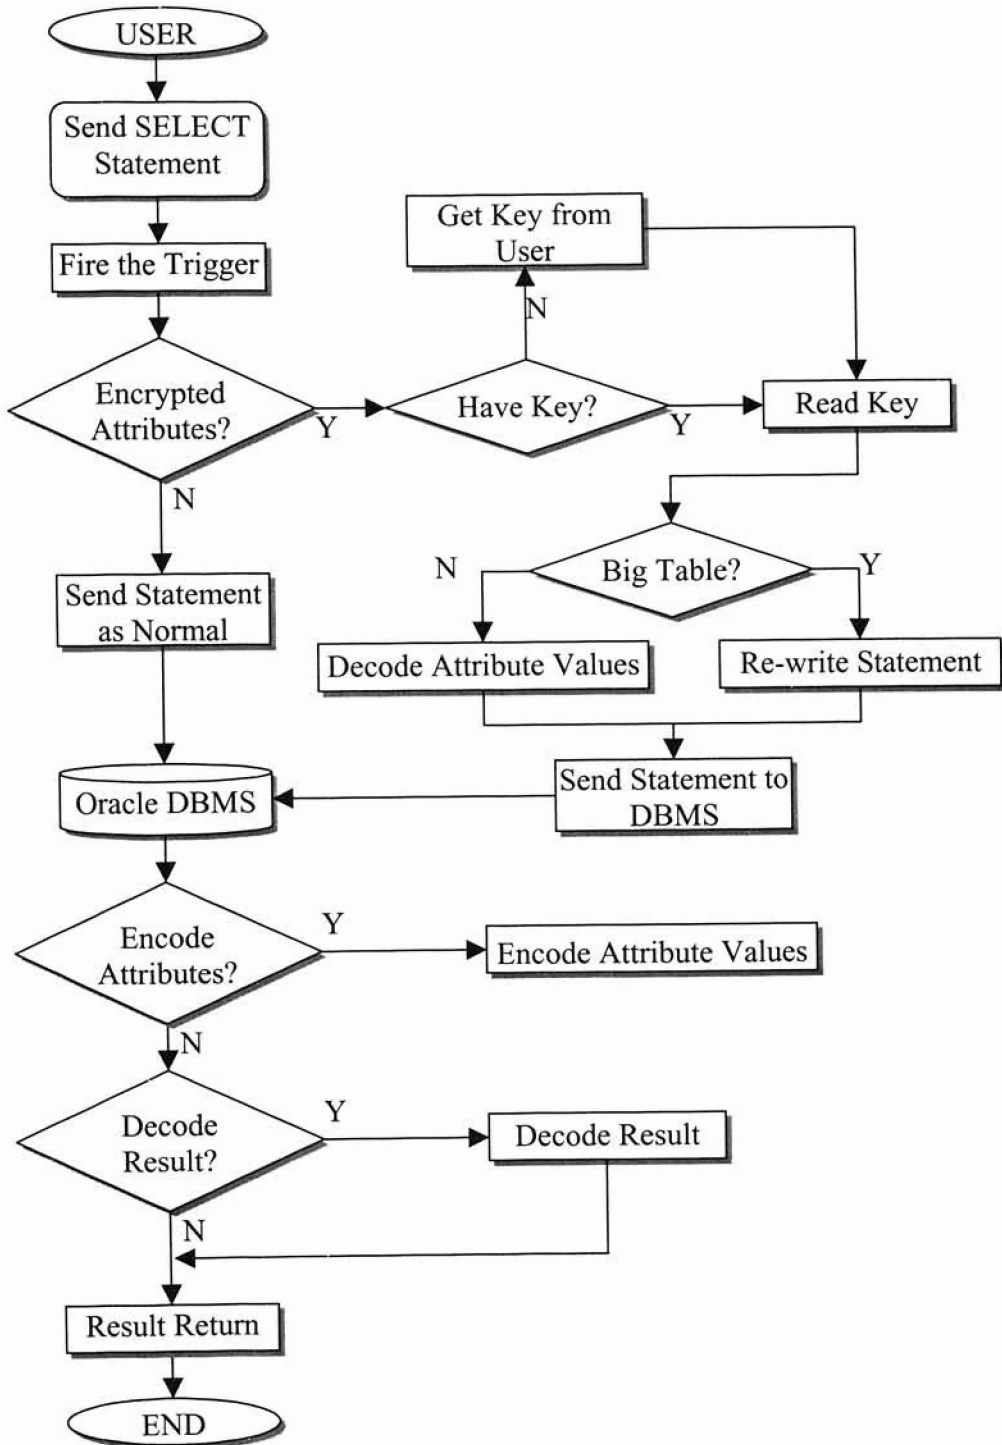 USER
Send SELECT
Statement
Fire the Trigger
Get Key from
User
N
Encrypted
Attributes?
Y
Have Key?
Y
Read Key
N
Send Statement
as Normal
N
Big Table?
Y
Decode Attribute Values
Re-write Statement
Oracle DBMS
Send Statement to
DBMS
Encode
Attributes?
Y
Encode Attribute Values
N
Decode
Result?
Y
Decode Result
N
Result Return
END